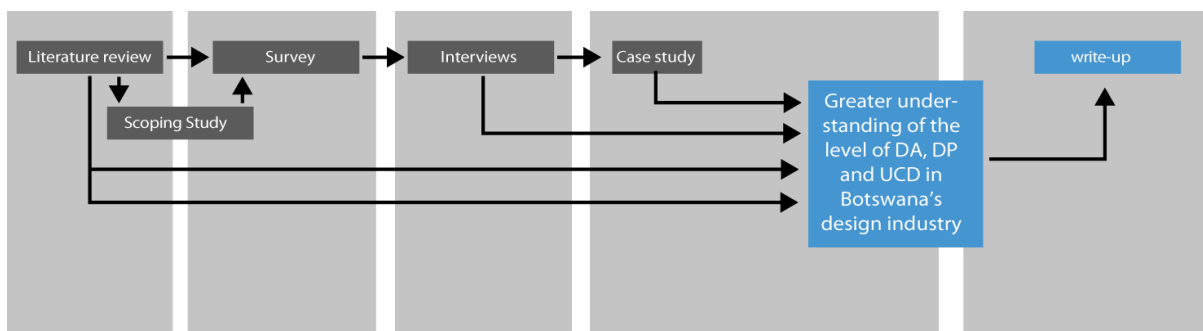 Literature review
Survey
Interviews
Case study
write-up
Scoping Study
Greater under-
standing of the
level of DA, DP
and UCD in
Botswana's
design industry